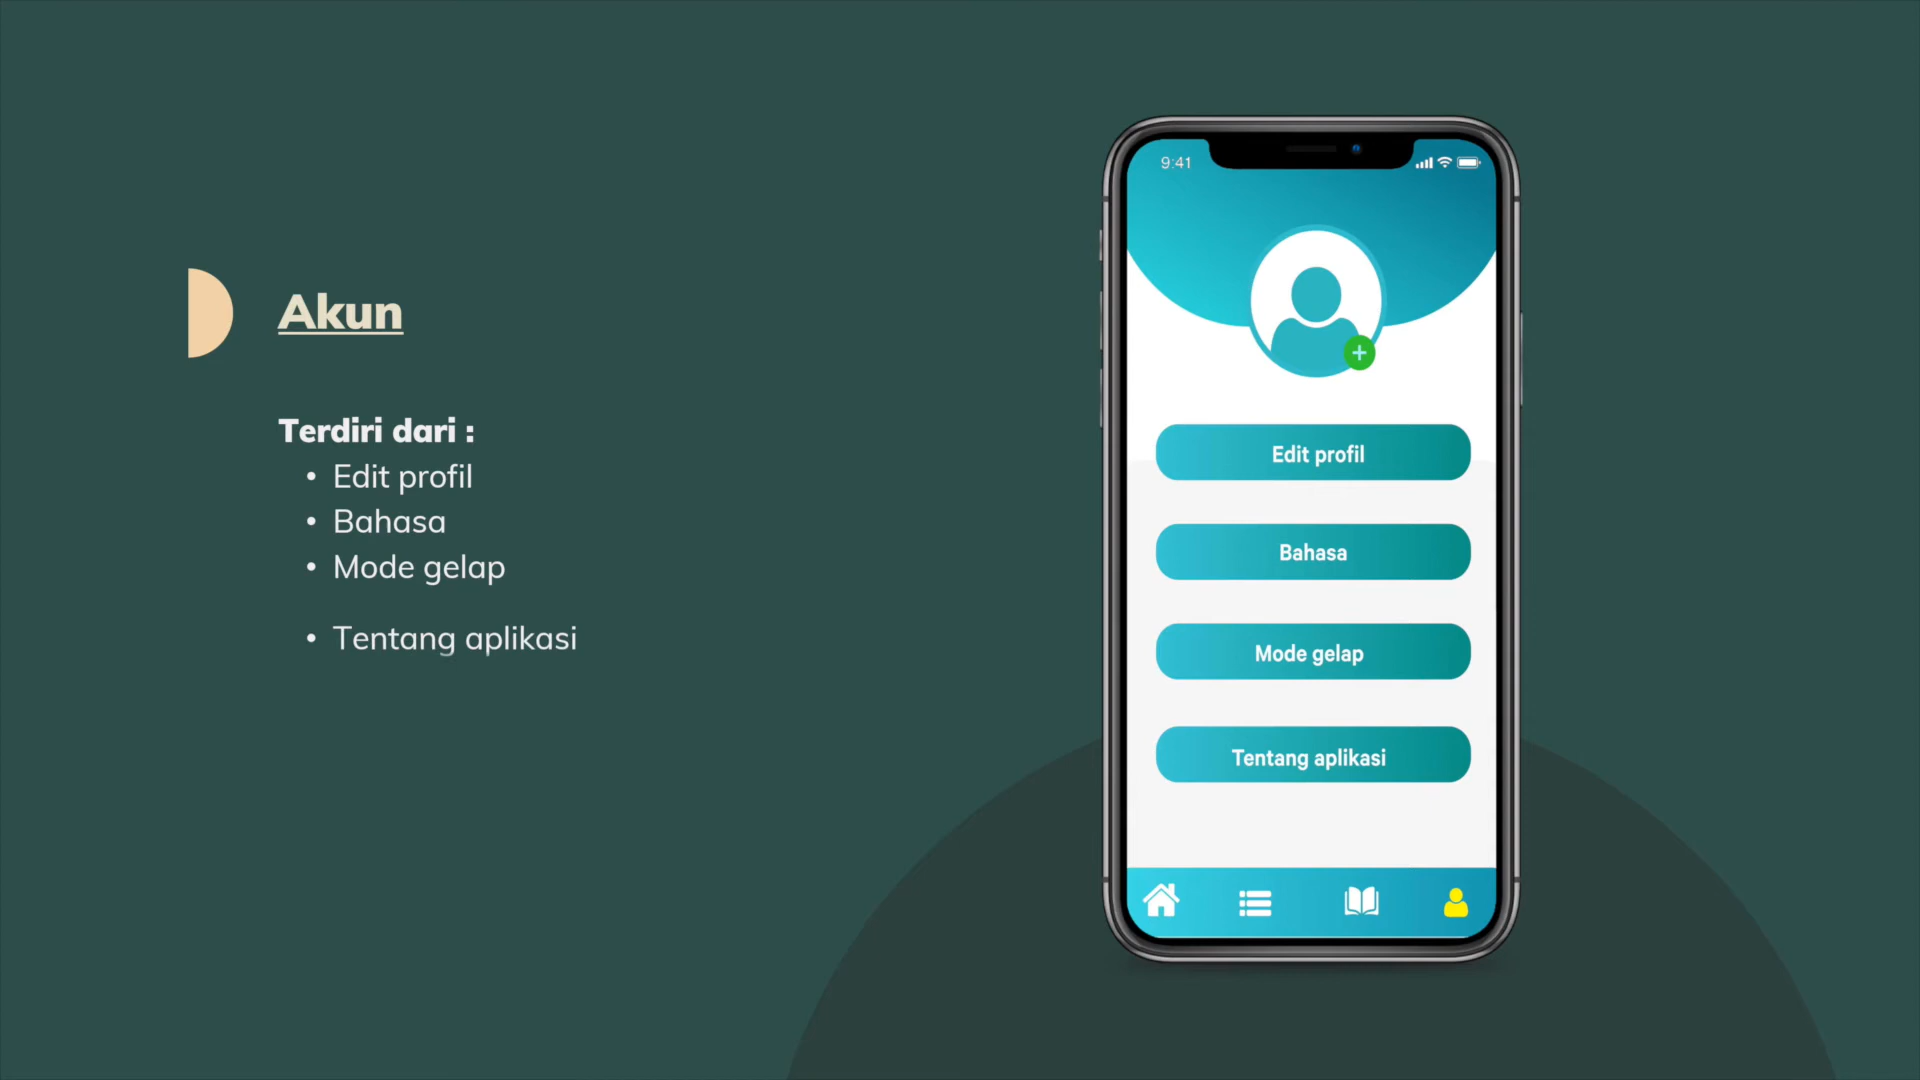 Akun
Terdiri dari :
• Edit profil
• Bahasa
• Mode gelap
• Tentang aplikasi
9:41
Edit profil
Bahasa
Mode gelap
Tentang aplikasi